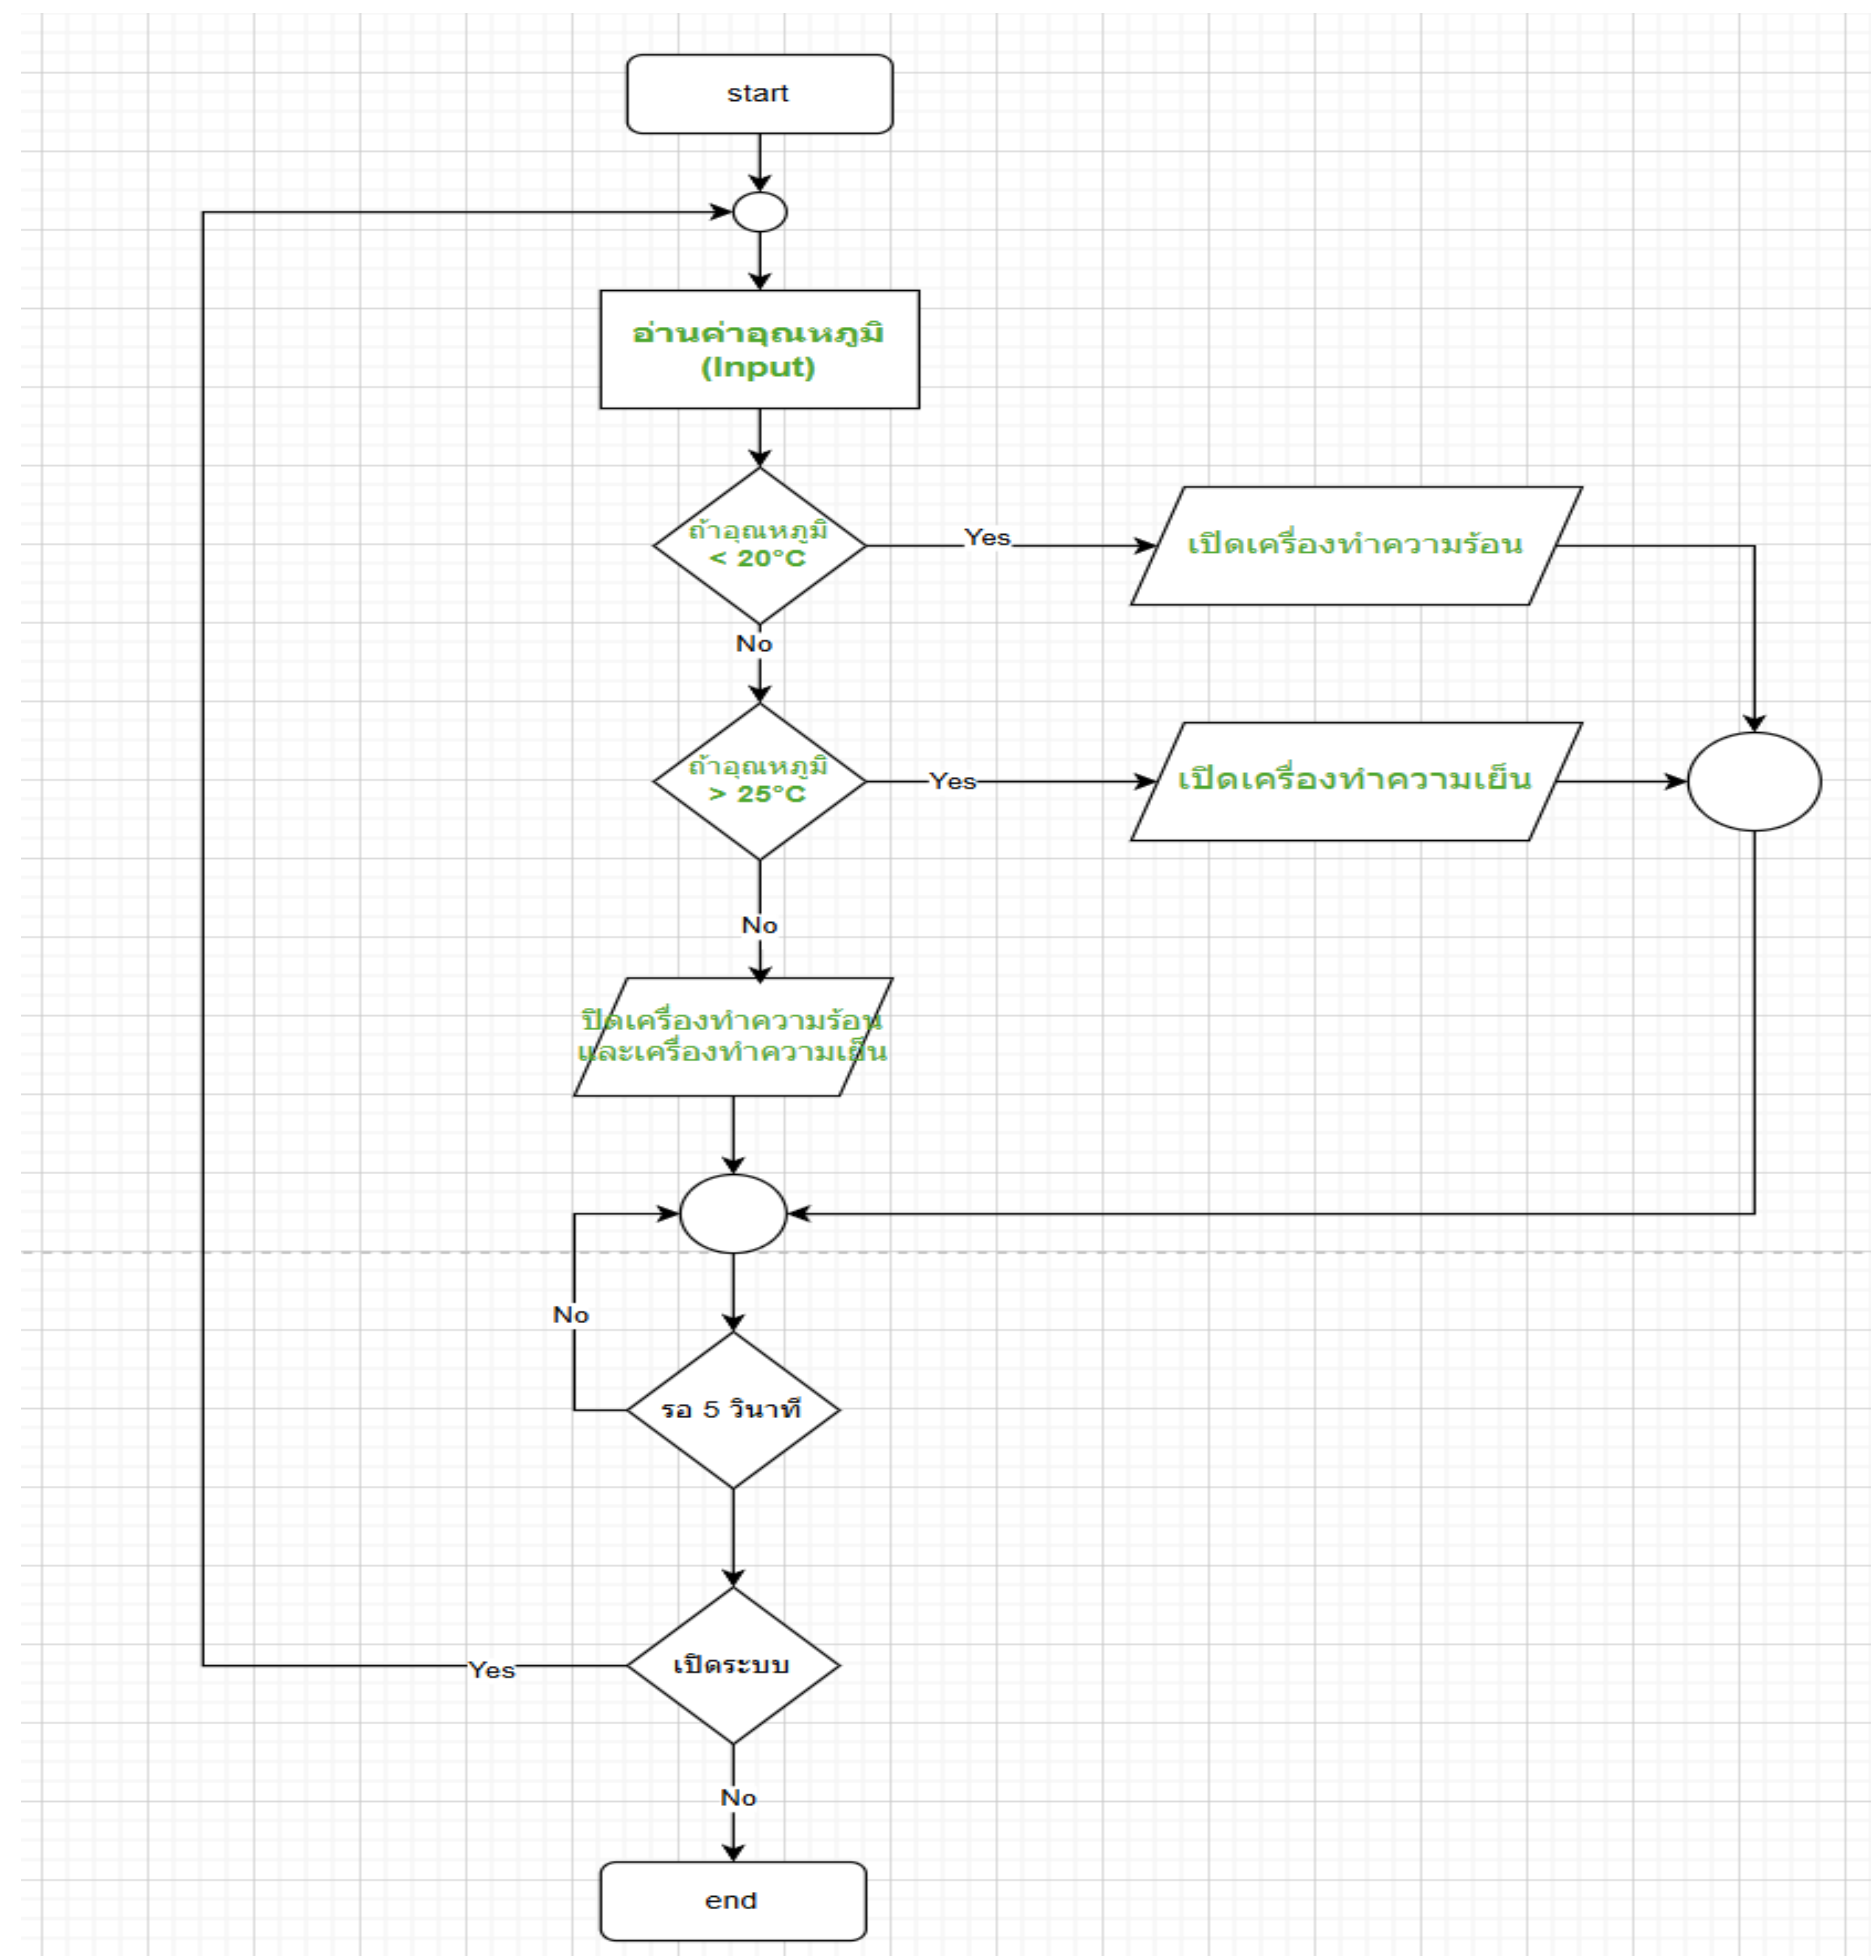 start
อ่านค่าอุณหภูมิ
(Input)
ถ้าอุณหภูมิ
< 20°C
Yes
เปิดเครื่องทำความร้อน
No
ถ้าอุณหภูมิ
> 25°C
Yes
เปิดเครื่องทำความเย็น
No
ปิดเครื่องทำความร้อน
และเครื่องทำความเย็น
No
รอ 5 วินาที
เปิดระบบ
Yes
No
end